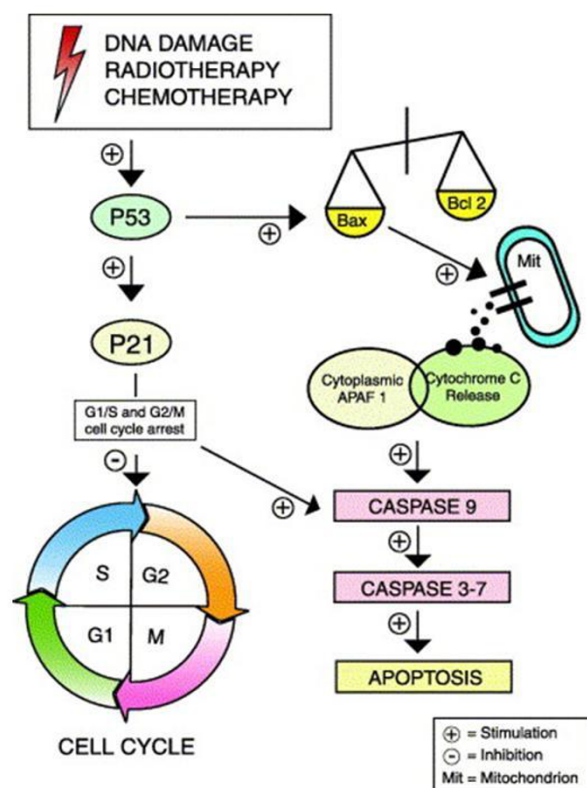 DNA DAMAGE
RADIOTHERAPY
CHEMOTHERAPY
+
P53
+
Bax
Bcl 2
+
Mit
+
P21
Cytoplasmic
APAF 1
Cytochrome C
Release
G1/S and G2/M
cell cycle arrest
−
+
+
CASPASE 9
+
CASPASE 3-7
+
APOPTOSIS
S
G2
G1
M
CELL CYCLE
+ = Stimulation
− = Inhibition
Mit = Mitochondrion